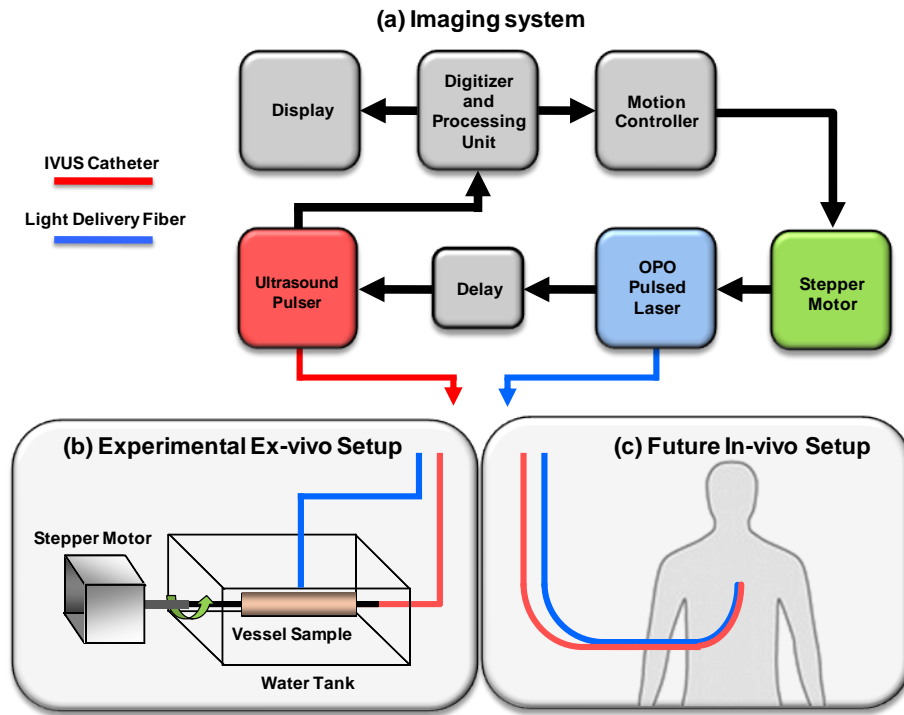 (a) Imaging system
Display
Digitizer
and
Processing
Unit
Motion
Controller
IVUS Catheter
Light Delivery Fiber
Ultrasound
Pulser
Delay
OPO
Pulsed
Laser
Stepper
Motor
(b) Experimental Ex-vivo Setup
Stepper Motor
Vessel Sample
Water Tank
(c) Future In-vivo Setup